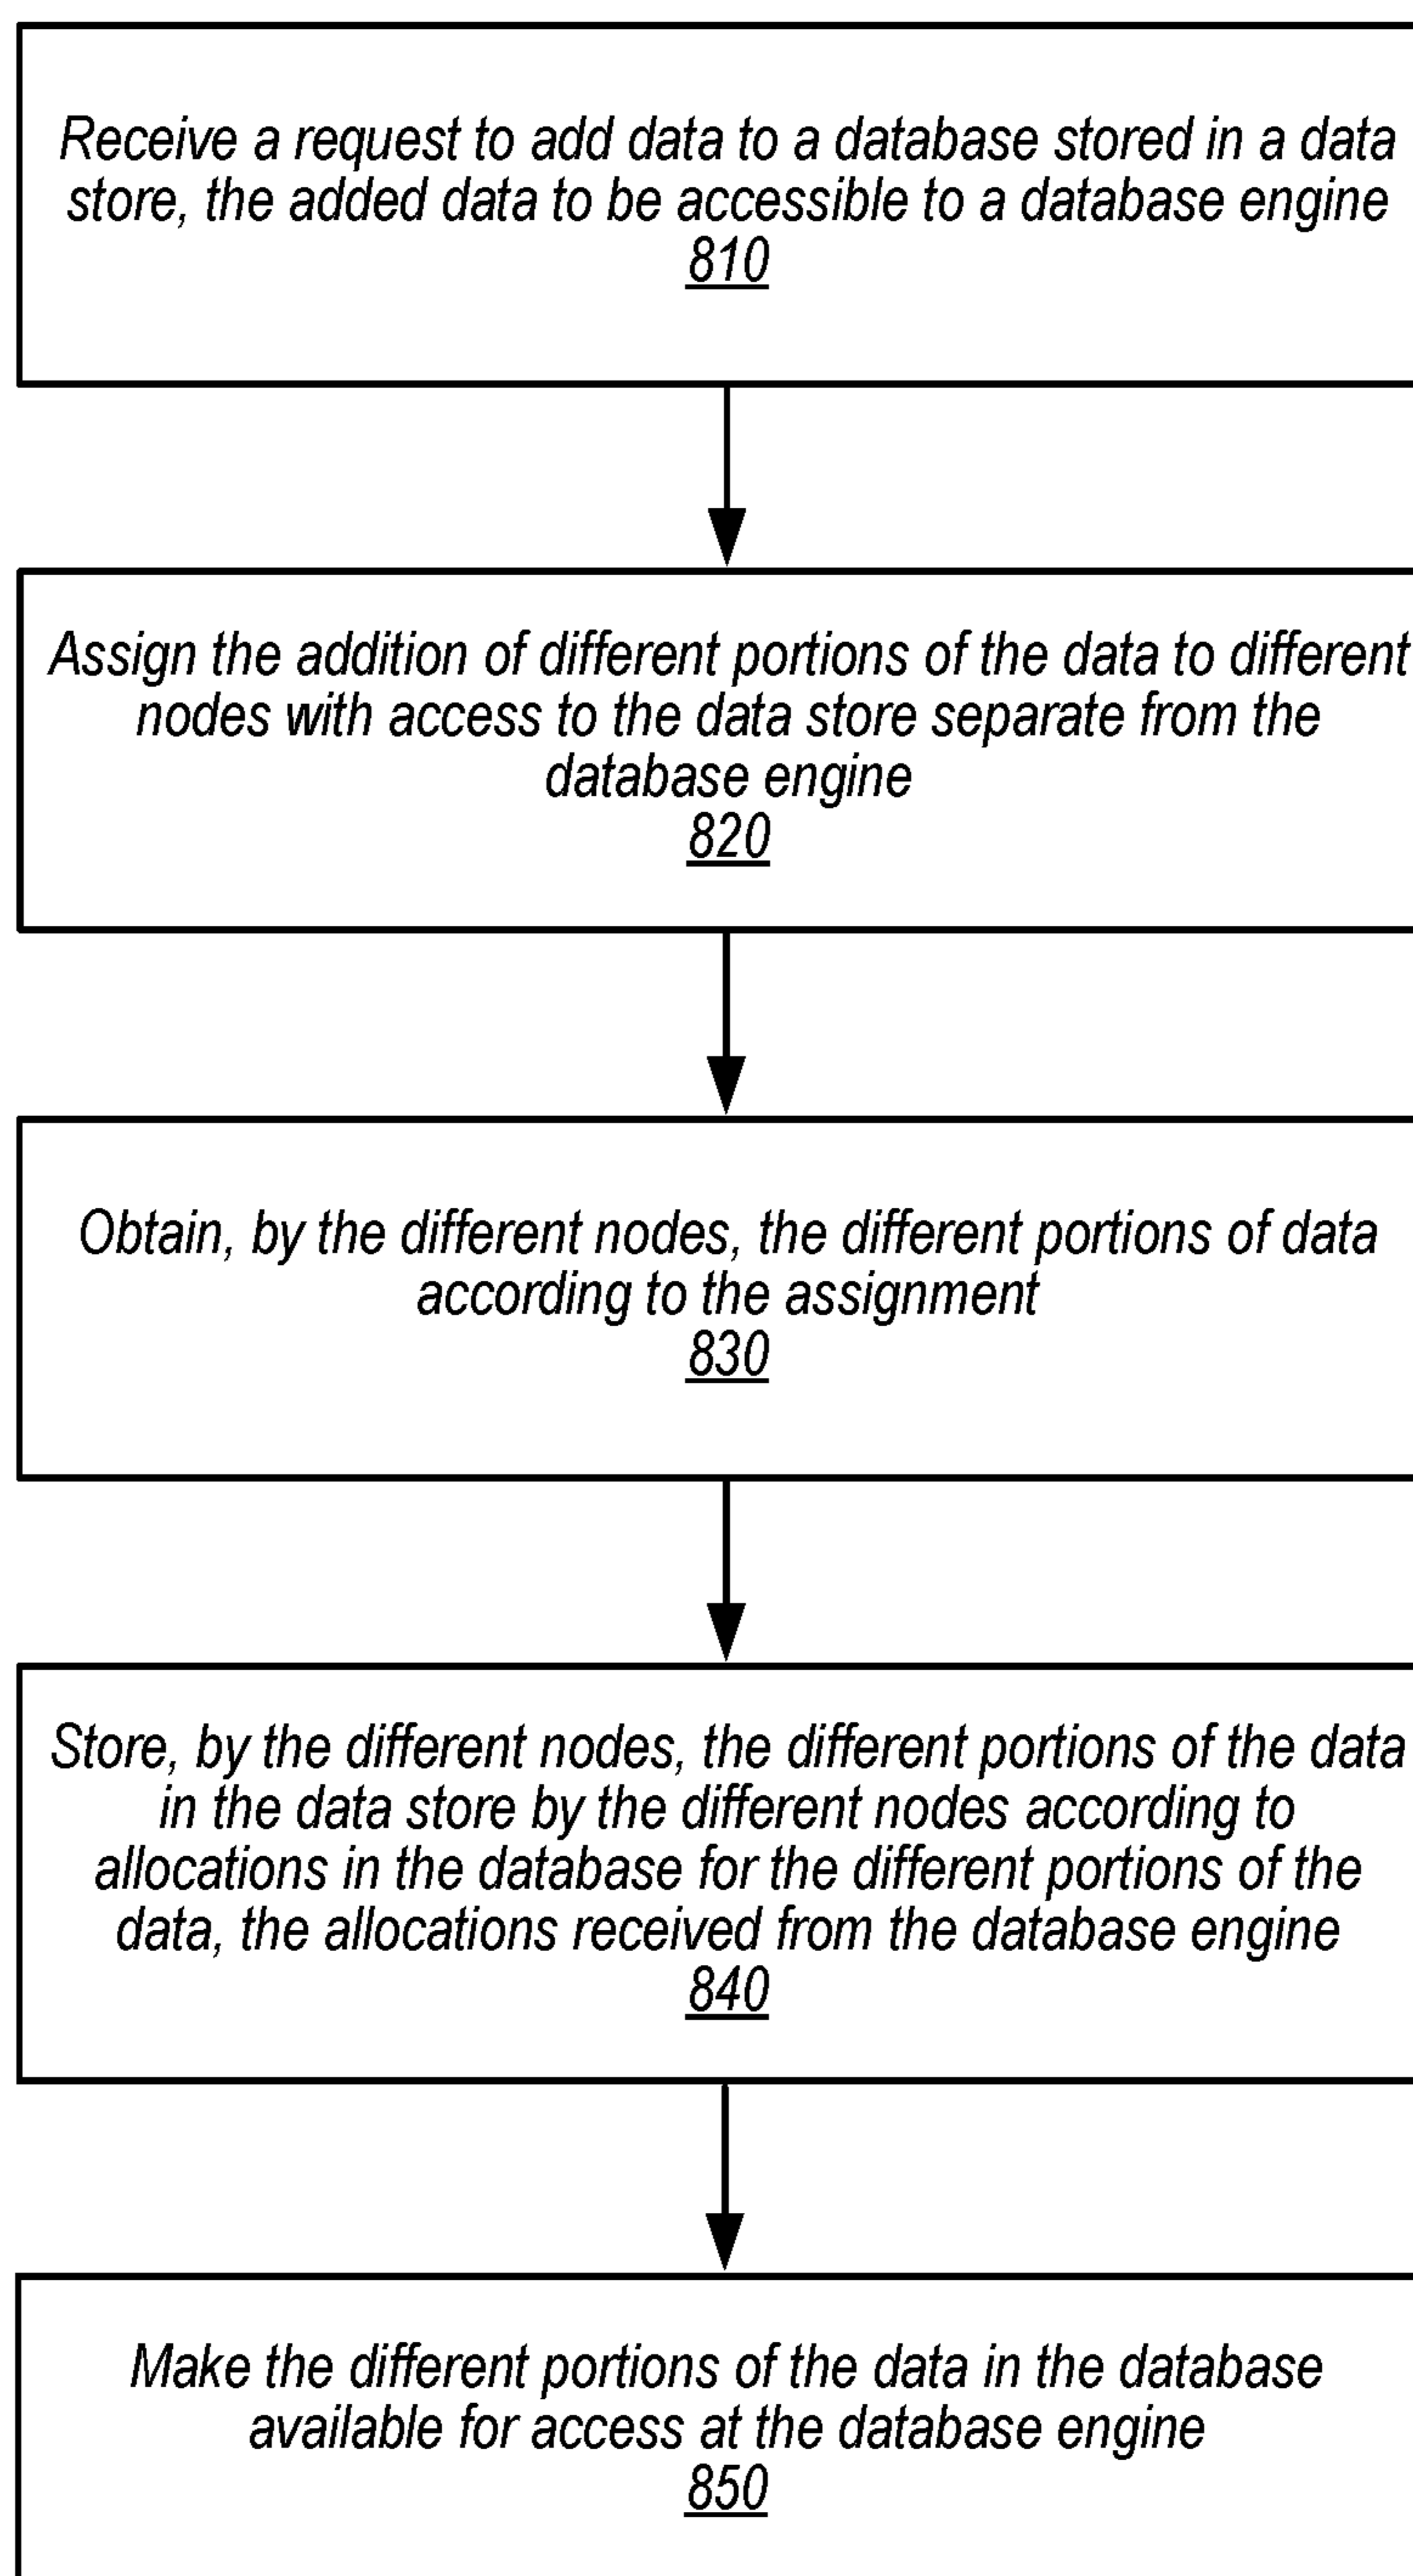 Receive a request to add data to a database stored in a data
store, the added data to be accessible to a database engine
810
Assign the addition of different portions of the data to different
nodes with access to the data store separate from the
database engine
820
Obtain, by the different nodes, the different portions of data
according to the assignment
830
Store, by the different nodes, the different portions of the data
in the data store by the different nodes according to
allocations in the database for the different portions of the
data, the allocations received from the database engine
840
Make the different portions of the data in the database
available for access at the database engine
850